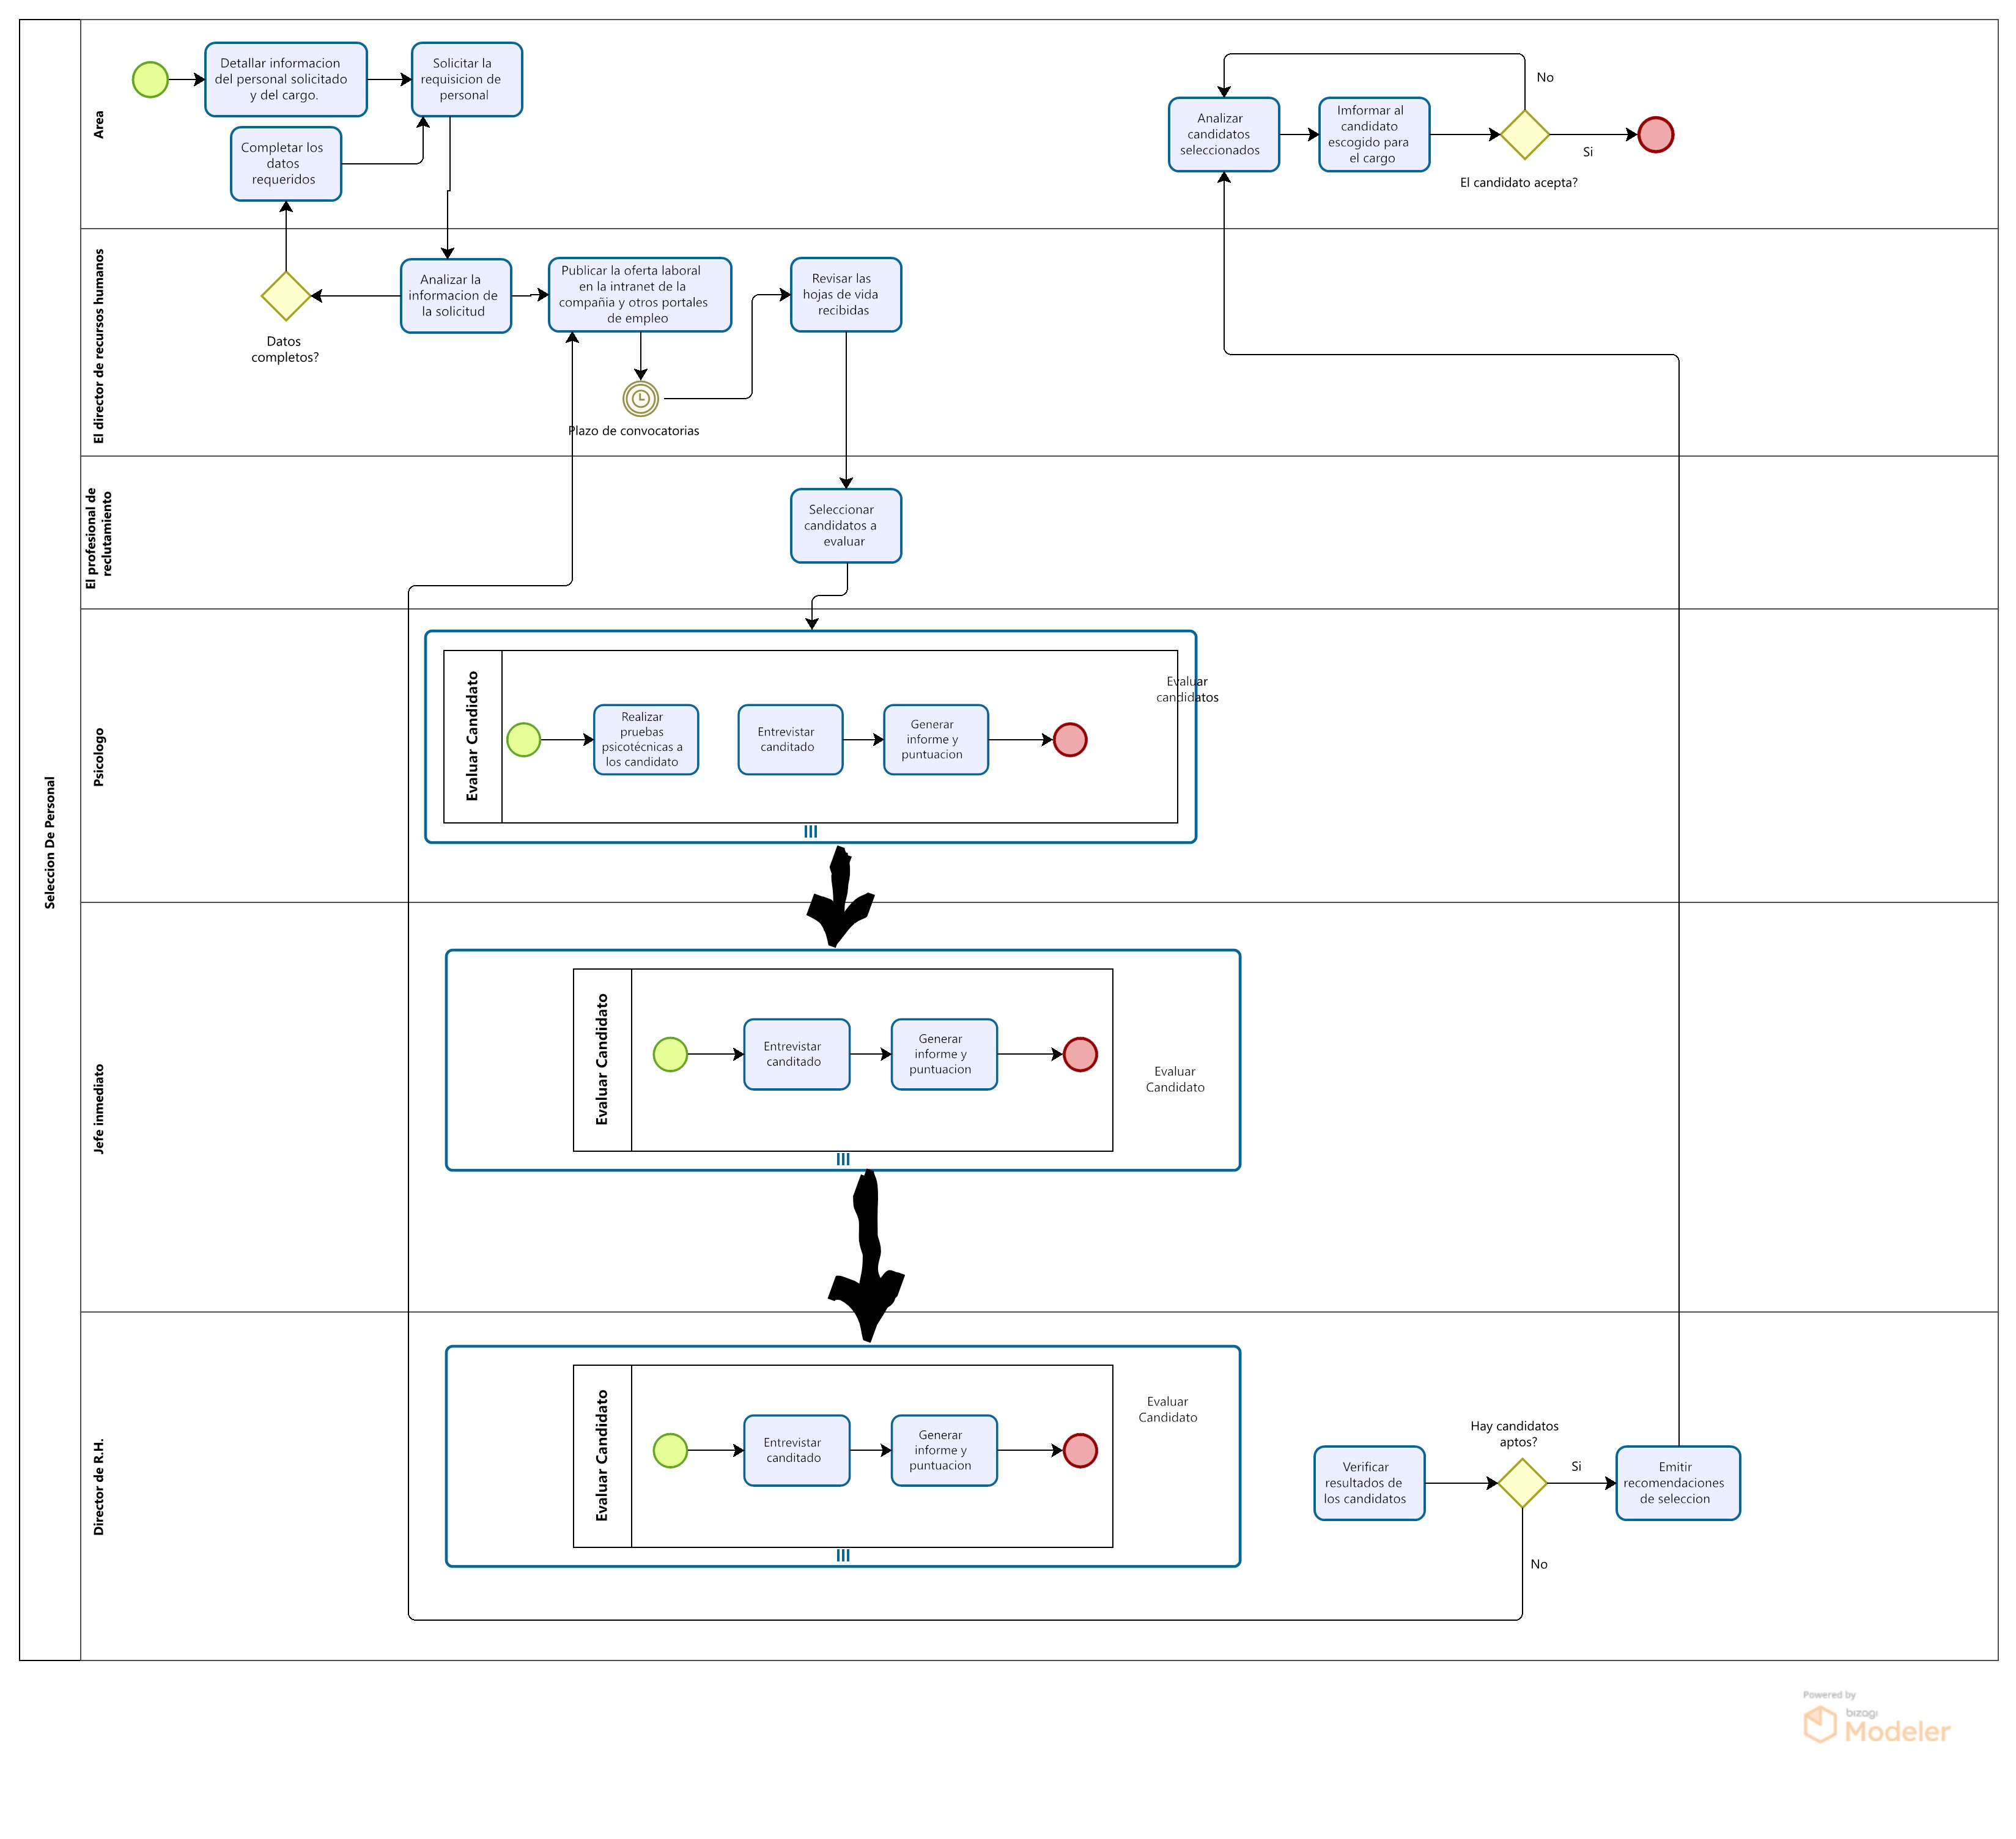 Seleccion De Personal
Area
Detallar informacion
del personal solicitado
y del cargo.
Solicitar la
requisicion de
personal
Completar los
datos
requeridos
Analizar
candidatos
seleccionados
Imformar al
candidato
escogido para
el cargo
No
Si
El candidato acepta?
El director de recursos humanos
Datos
completos?
Analizar la
informacion de
la solicitud
Publicar la oferta laboral
en la intranet de la
compañia y otros portales
de empleo
Plazo de convocatorias
Revisar las
hojas de vida
recibidas
El profesional de
reclutamiento
Seleccionar
candidatos a
evaluar
Psicologo
Evaluar Candidato
Realizar
pruebas
psicotécnicas a
los candidato
Entrevistar
canditado
Generar
informe y
puntuacion
Evaluar
candidatos
Jefe inmediato
Evaluar Candidato
Entrevistar
canditado
Generar
informe y
puntuacion
Evaluar
Candidato
Director de R.H.
Evaluar Candidato
Entrevistar
canditado
Generar
informe y
puntuacion
Evaluar
Candidato
Verificar
resultados de
los candidatos
Hay candidatos
aptos?
Si
No
Emitir
recomendaciones
de seleccion
Powered by
bizagi
Modeler